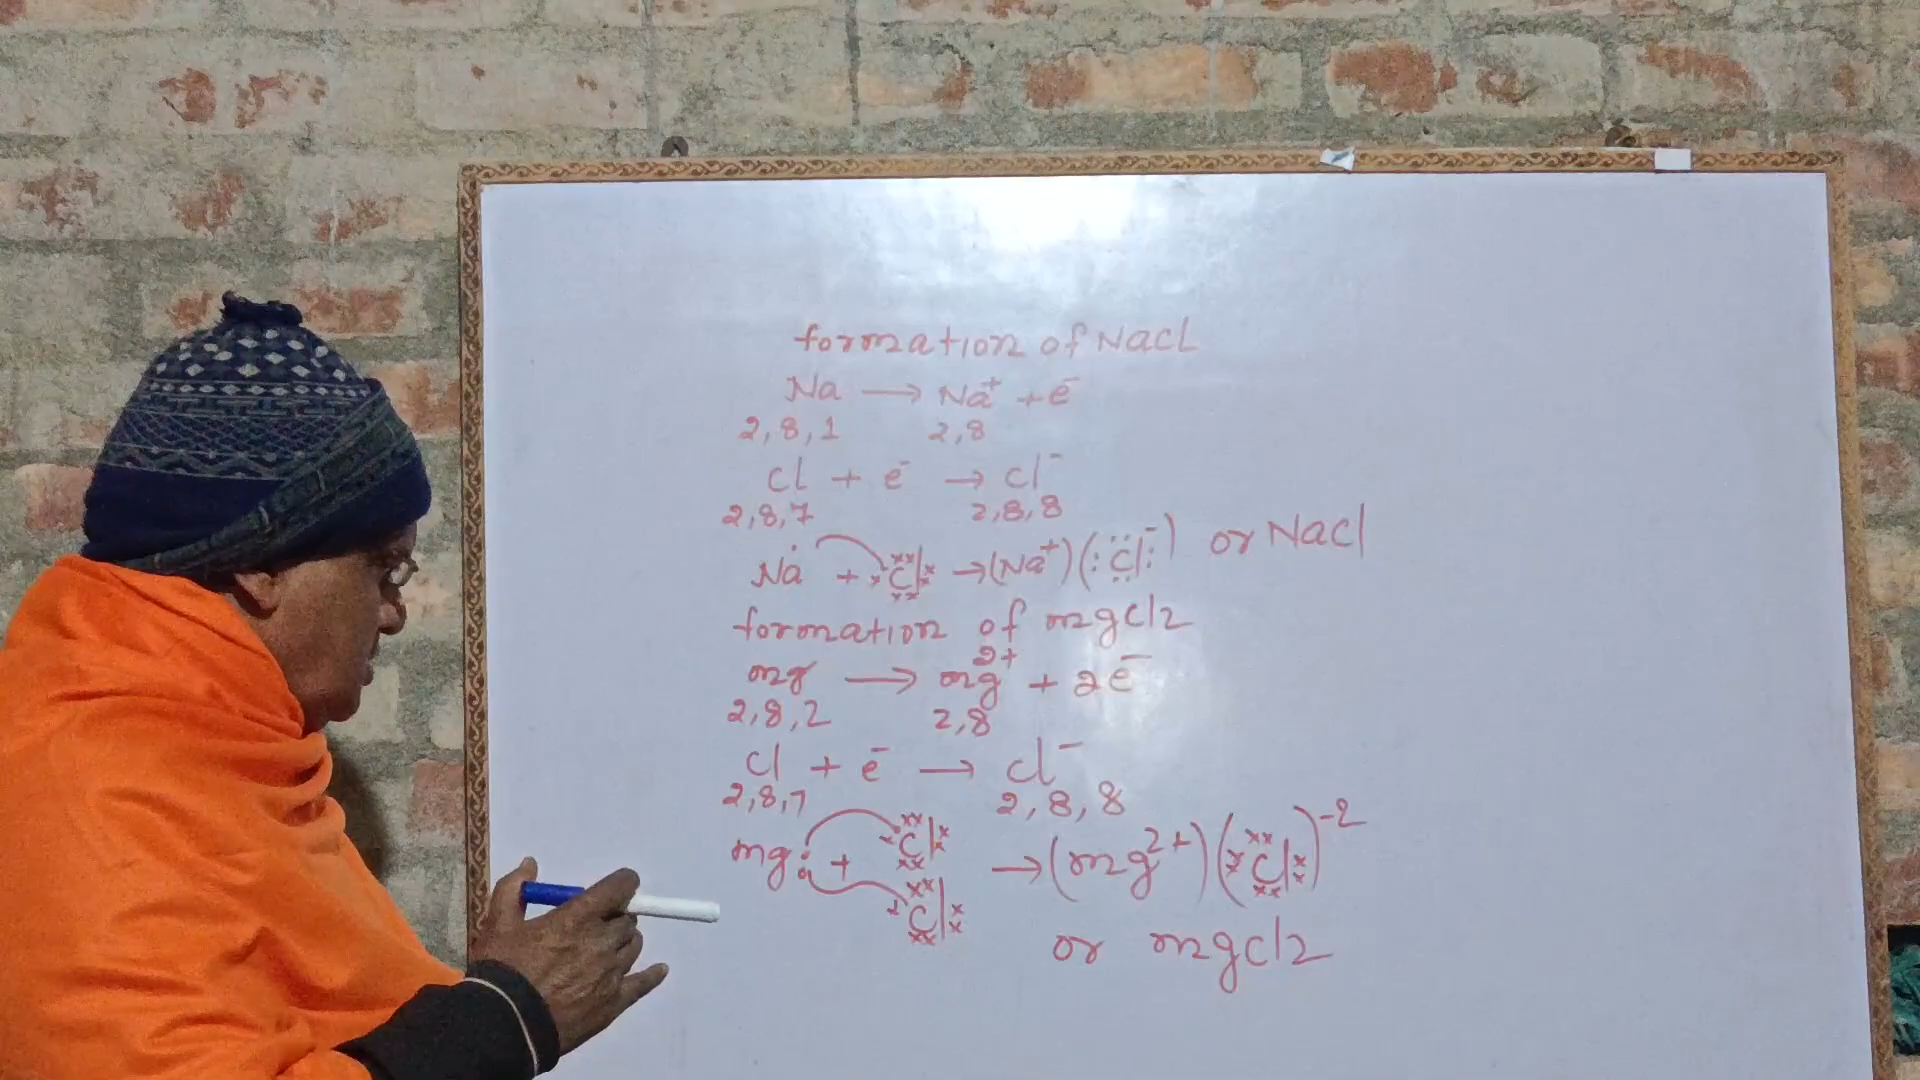 formation of NaCl
Na → Na⁺ + e⁻
2,8,1 2,8
Cl + e⁻ → Cl⁻
2,8,7 2,8,8
Na + Cl → (Na⁺)(Cl⁻) or NaCl
formation of mgcl2
mg → mg²⁺ + 2e⁻
2,8,2 2,8
Cl + e⁻ → Cl⁻
2,8,7 2,8,8
mg: + Cl → (mg²⁺)(Cl)⁻²
Cl
or mgcl2